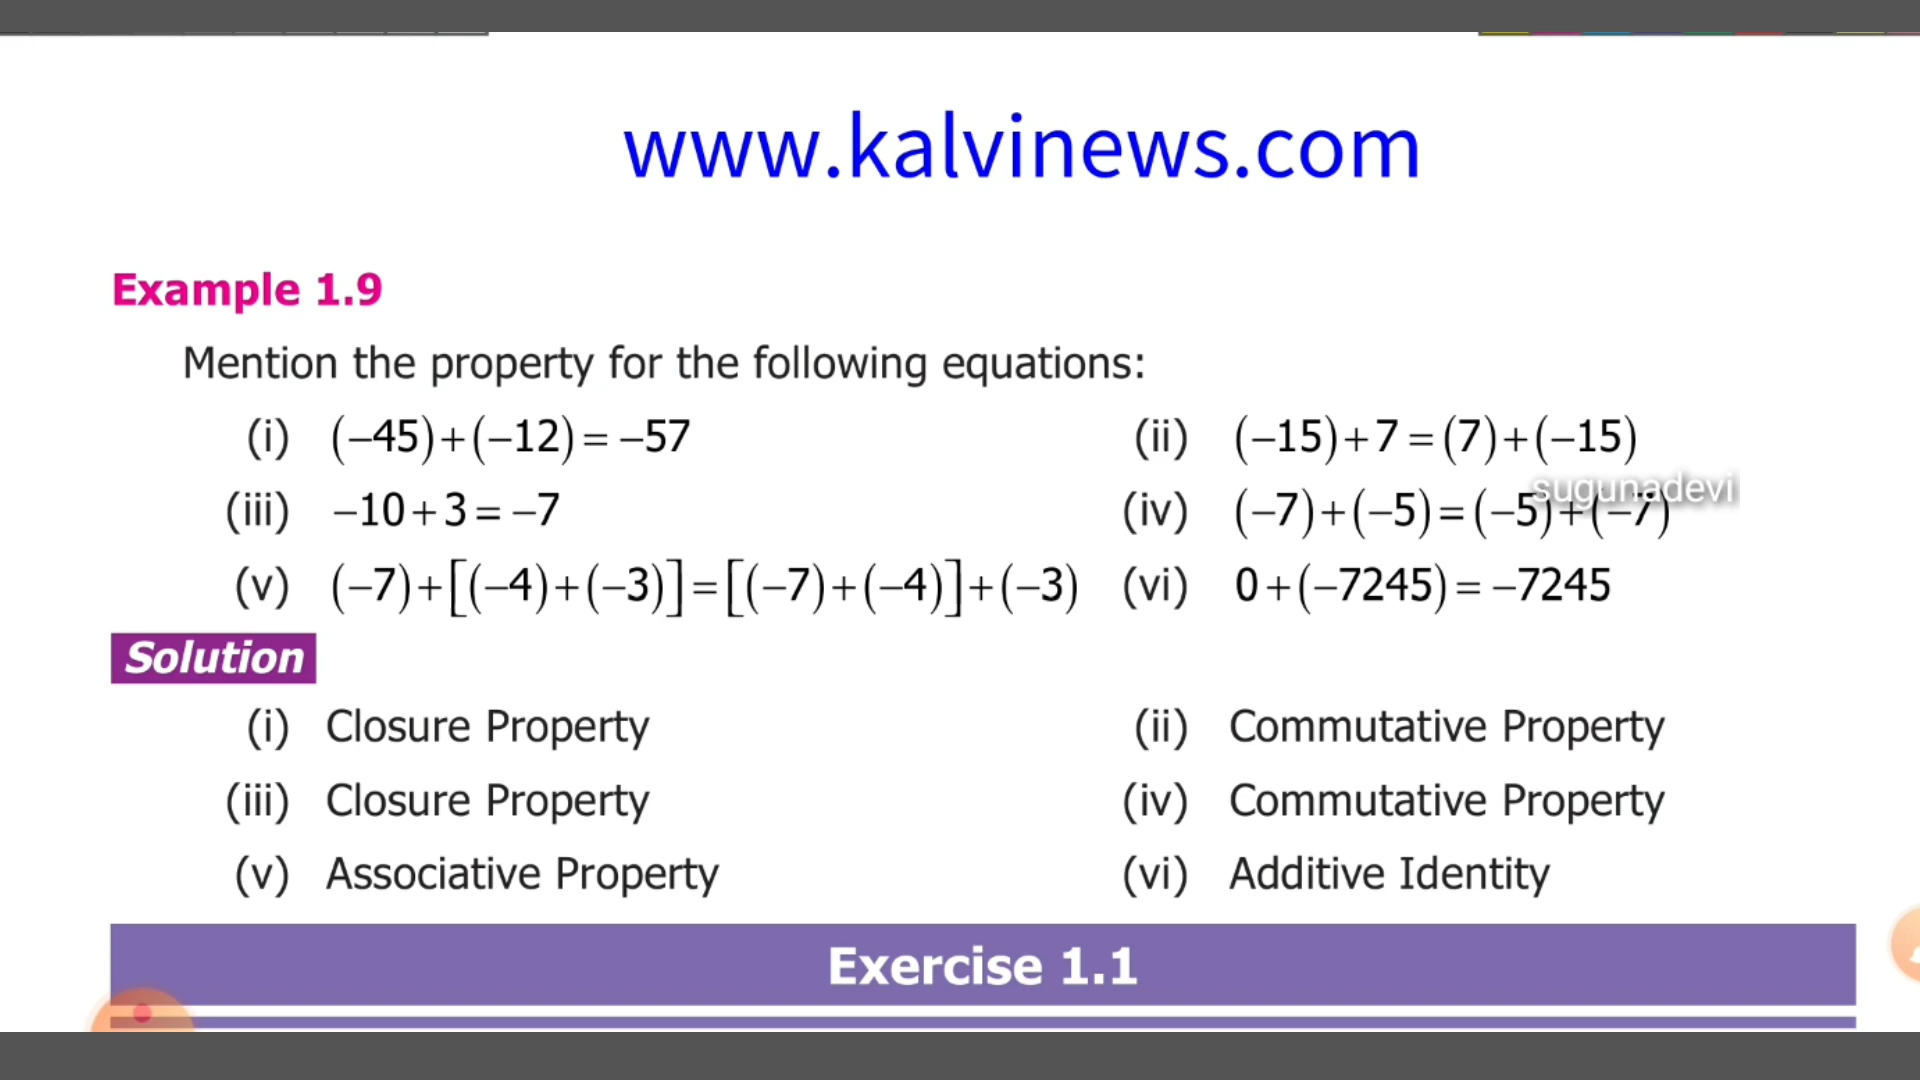 www.kalvinews.com
Example 1.9
Mention the property for the following equations:
(i) (–45)+(–12)= –57 (ii) (–15)+7=(7)+(–15)
sugunadevi
(iii) –10+3= –7 (iv) (–7)+(–5)=(–5)+(–7)
(v) (–7)+[(–4)+(–3)]=[(–7)+(–4)]+(–3) (vi) 0+(–7245)= –7245
Solution
(i) Closure Property (ii) Commutative Property
(iii) Closure Property (iv) Commutative Property
(v) Associative Property (vi) Additive Identity
Exercise 1.1